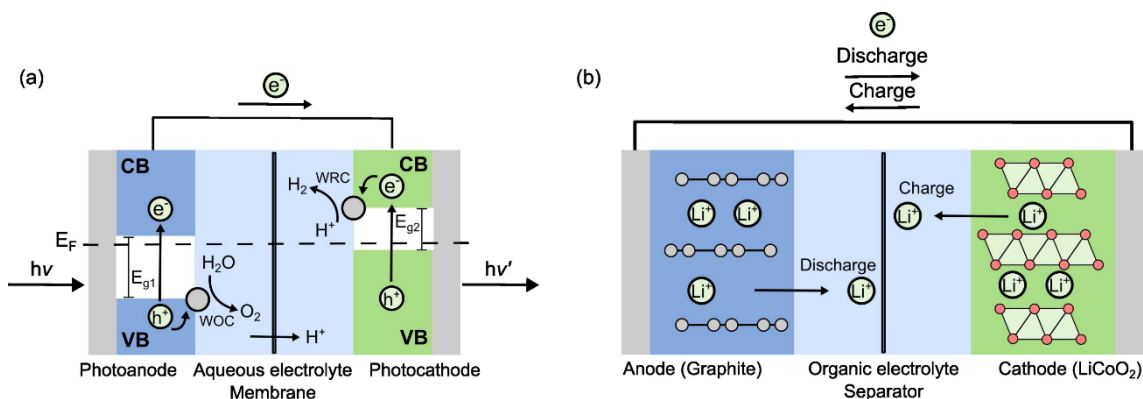 (a)
e⁻
CB
CB
H₂
WRC
e⁻
e⁻
H⁺
E_g2
E_F
hν
E_g1
H₂O
hν′
h⁺
h⁺
O₂
WOC
VB
H⁺
VB
Photoanode
Aqueous electrolyte
Membrane
Photocathode
(b)
e⁻
Discharge
Charge
Charge
Li⁺
Li⁺
Li⁺
Li⁺
Discharge
Li⁺
Li⁺
Li⁺
Li⁺
Anode (Graphite)
Organic electrolyte
Separator
Cathode (LiCoO₂)